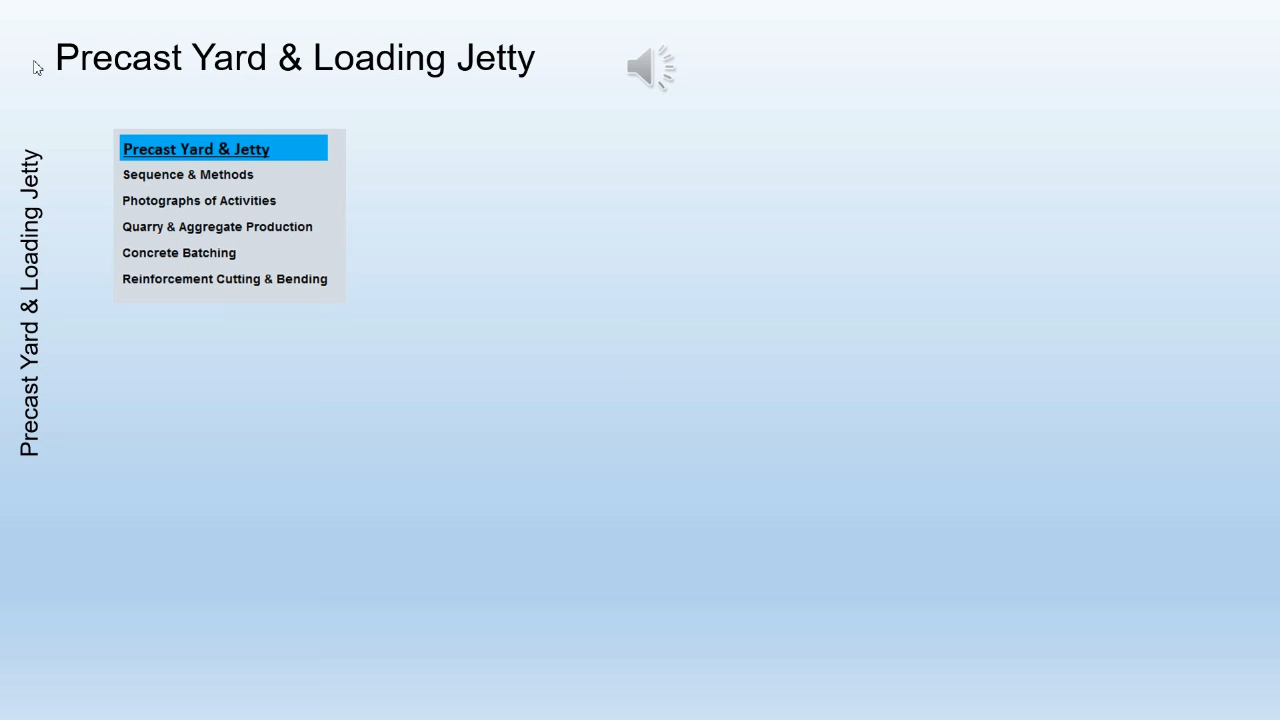 Precast Yard & Loading Jetty
Precast Yard & Loading Jetty
Precast Yard & Jetty
Sequence & Methods
Photographs of Activities
Quarry & Aggregate Production
Concrete Batching
Reinforcement Cutting & Bending